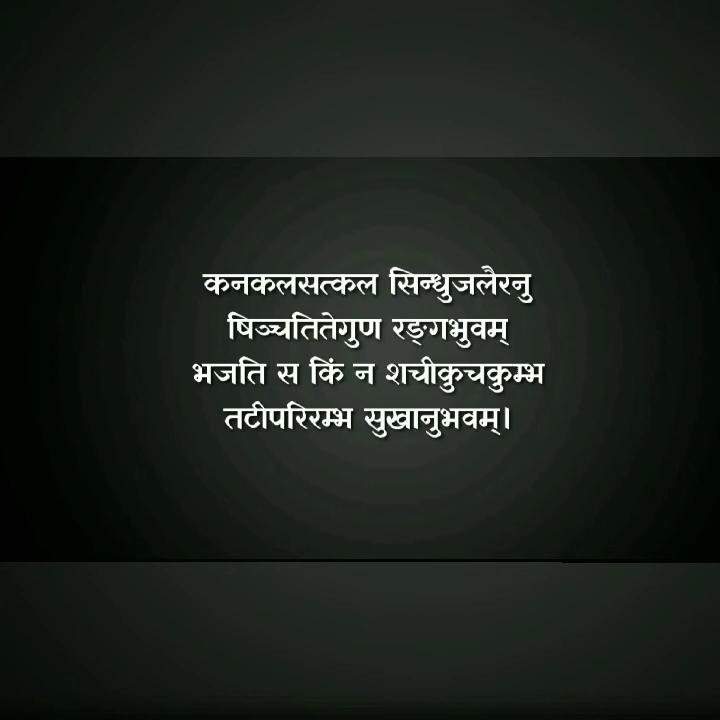 कनकलसत्कल सिन्धुजलैरनु
षिञ्चतितेगुण रङ्गभुवम्
भजति स किं न शचीकुचकुम्भ
तटीपरिरम्भ सुखानुभवम्।